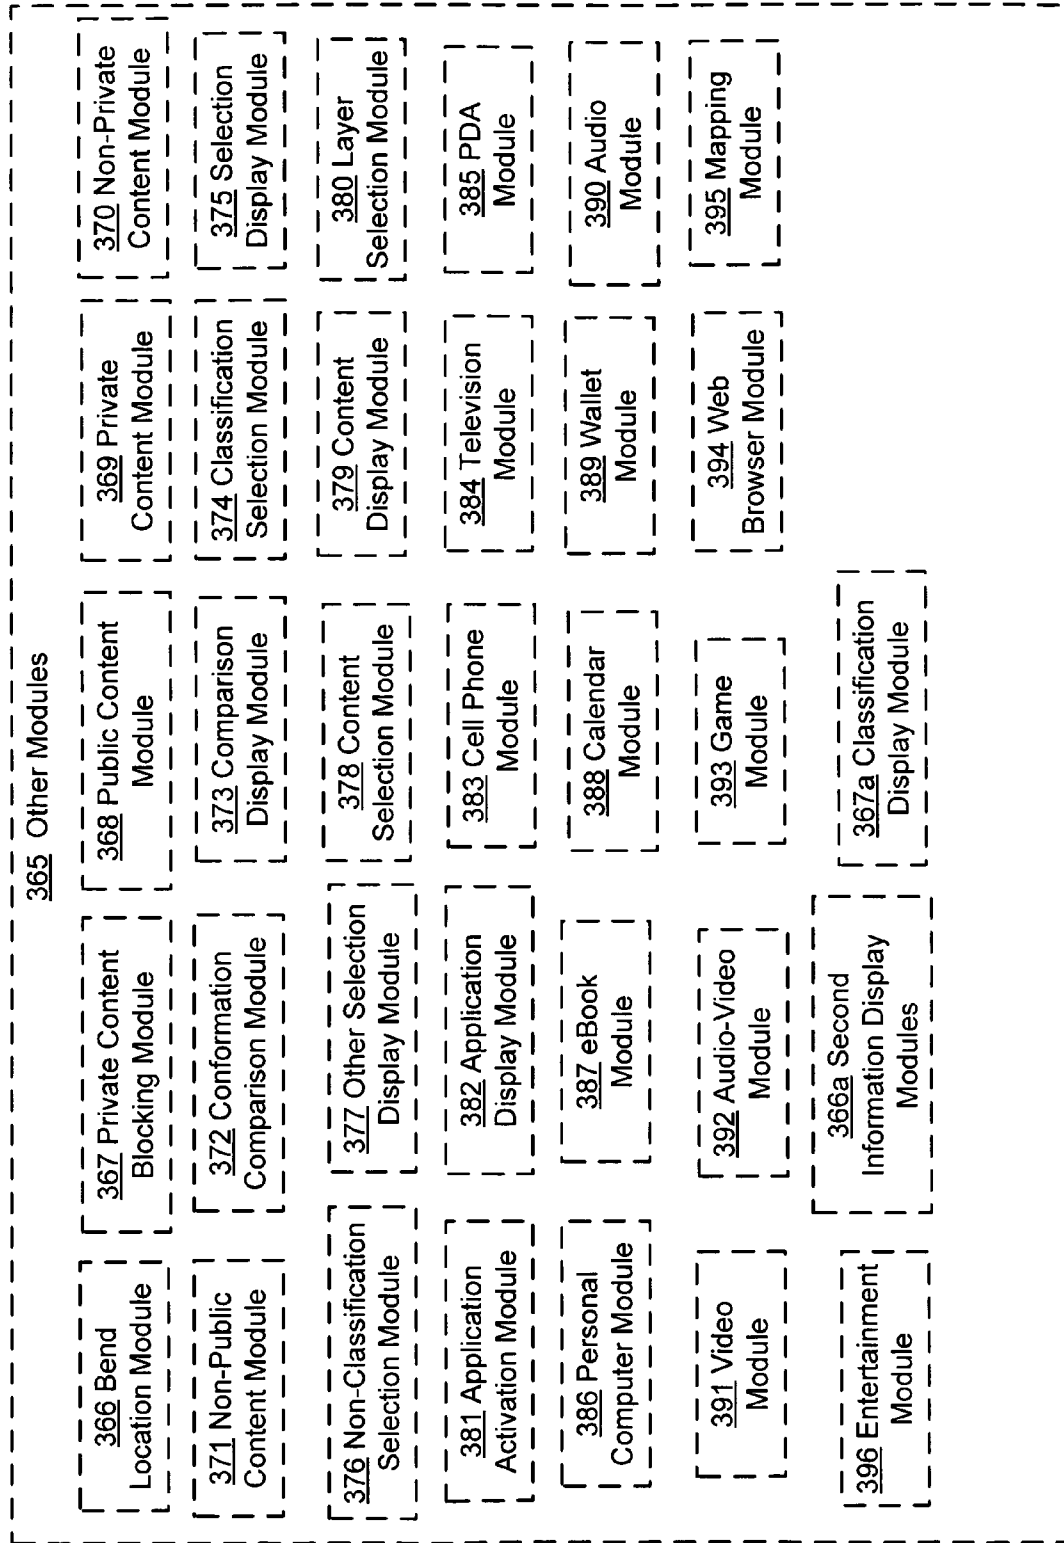 365 Other Modules
366 Bend
Location Module
367 Private Content
Blocking Module
368 Public Content
Module
369 Private
Content Module
370 Non-Private
Content Module
371 Non-Public
Content Module
372 Conformation
Comparison Module
373 Comparison
Display Module
374 Classification
Selection Module
375 Selection
Display Module
376 Non-Classification
Selection Module
377 Other Selection
Display Module
378 Content
Selection Module
379 Content
Display Module
380 Layer
Selection Module
381 Application
Activation Module
382 Application
Display Module
383 Cell Phone
Module
384 Television
Module
385 PDA
Module
386 Personal
Computer Module
387 eBook
Module
388 Calendar
Module
389 Wallet
Module
390 Audio
Module
391 Video
Module
392 Audio-Video
Module
393 Game
Module
394 Web
Browser Module
395 Mapping
Module
396 Entertainment
Module
366a Second
Information Display
Modules
367a Classification
Display Module